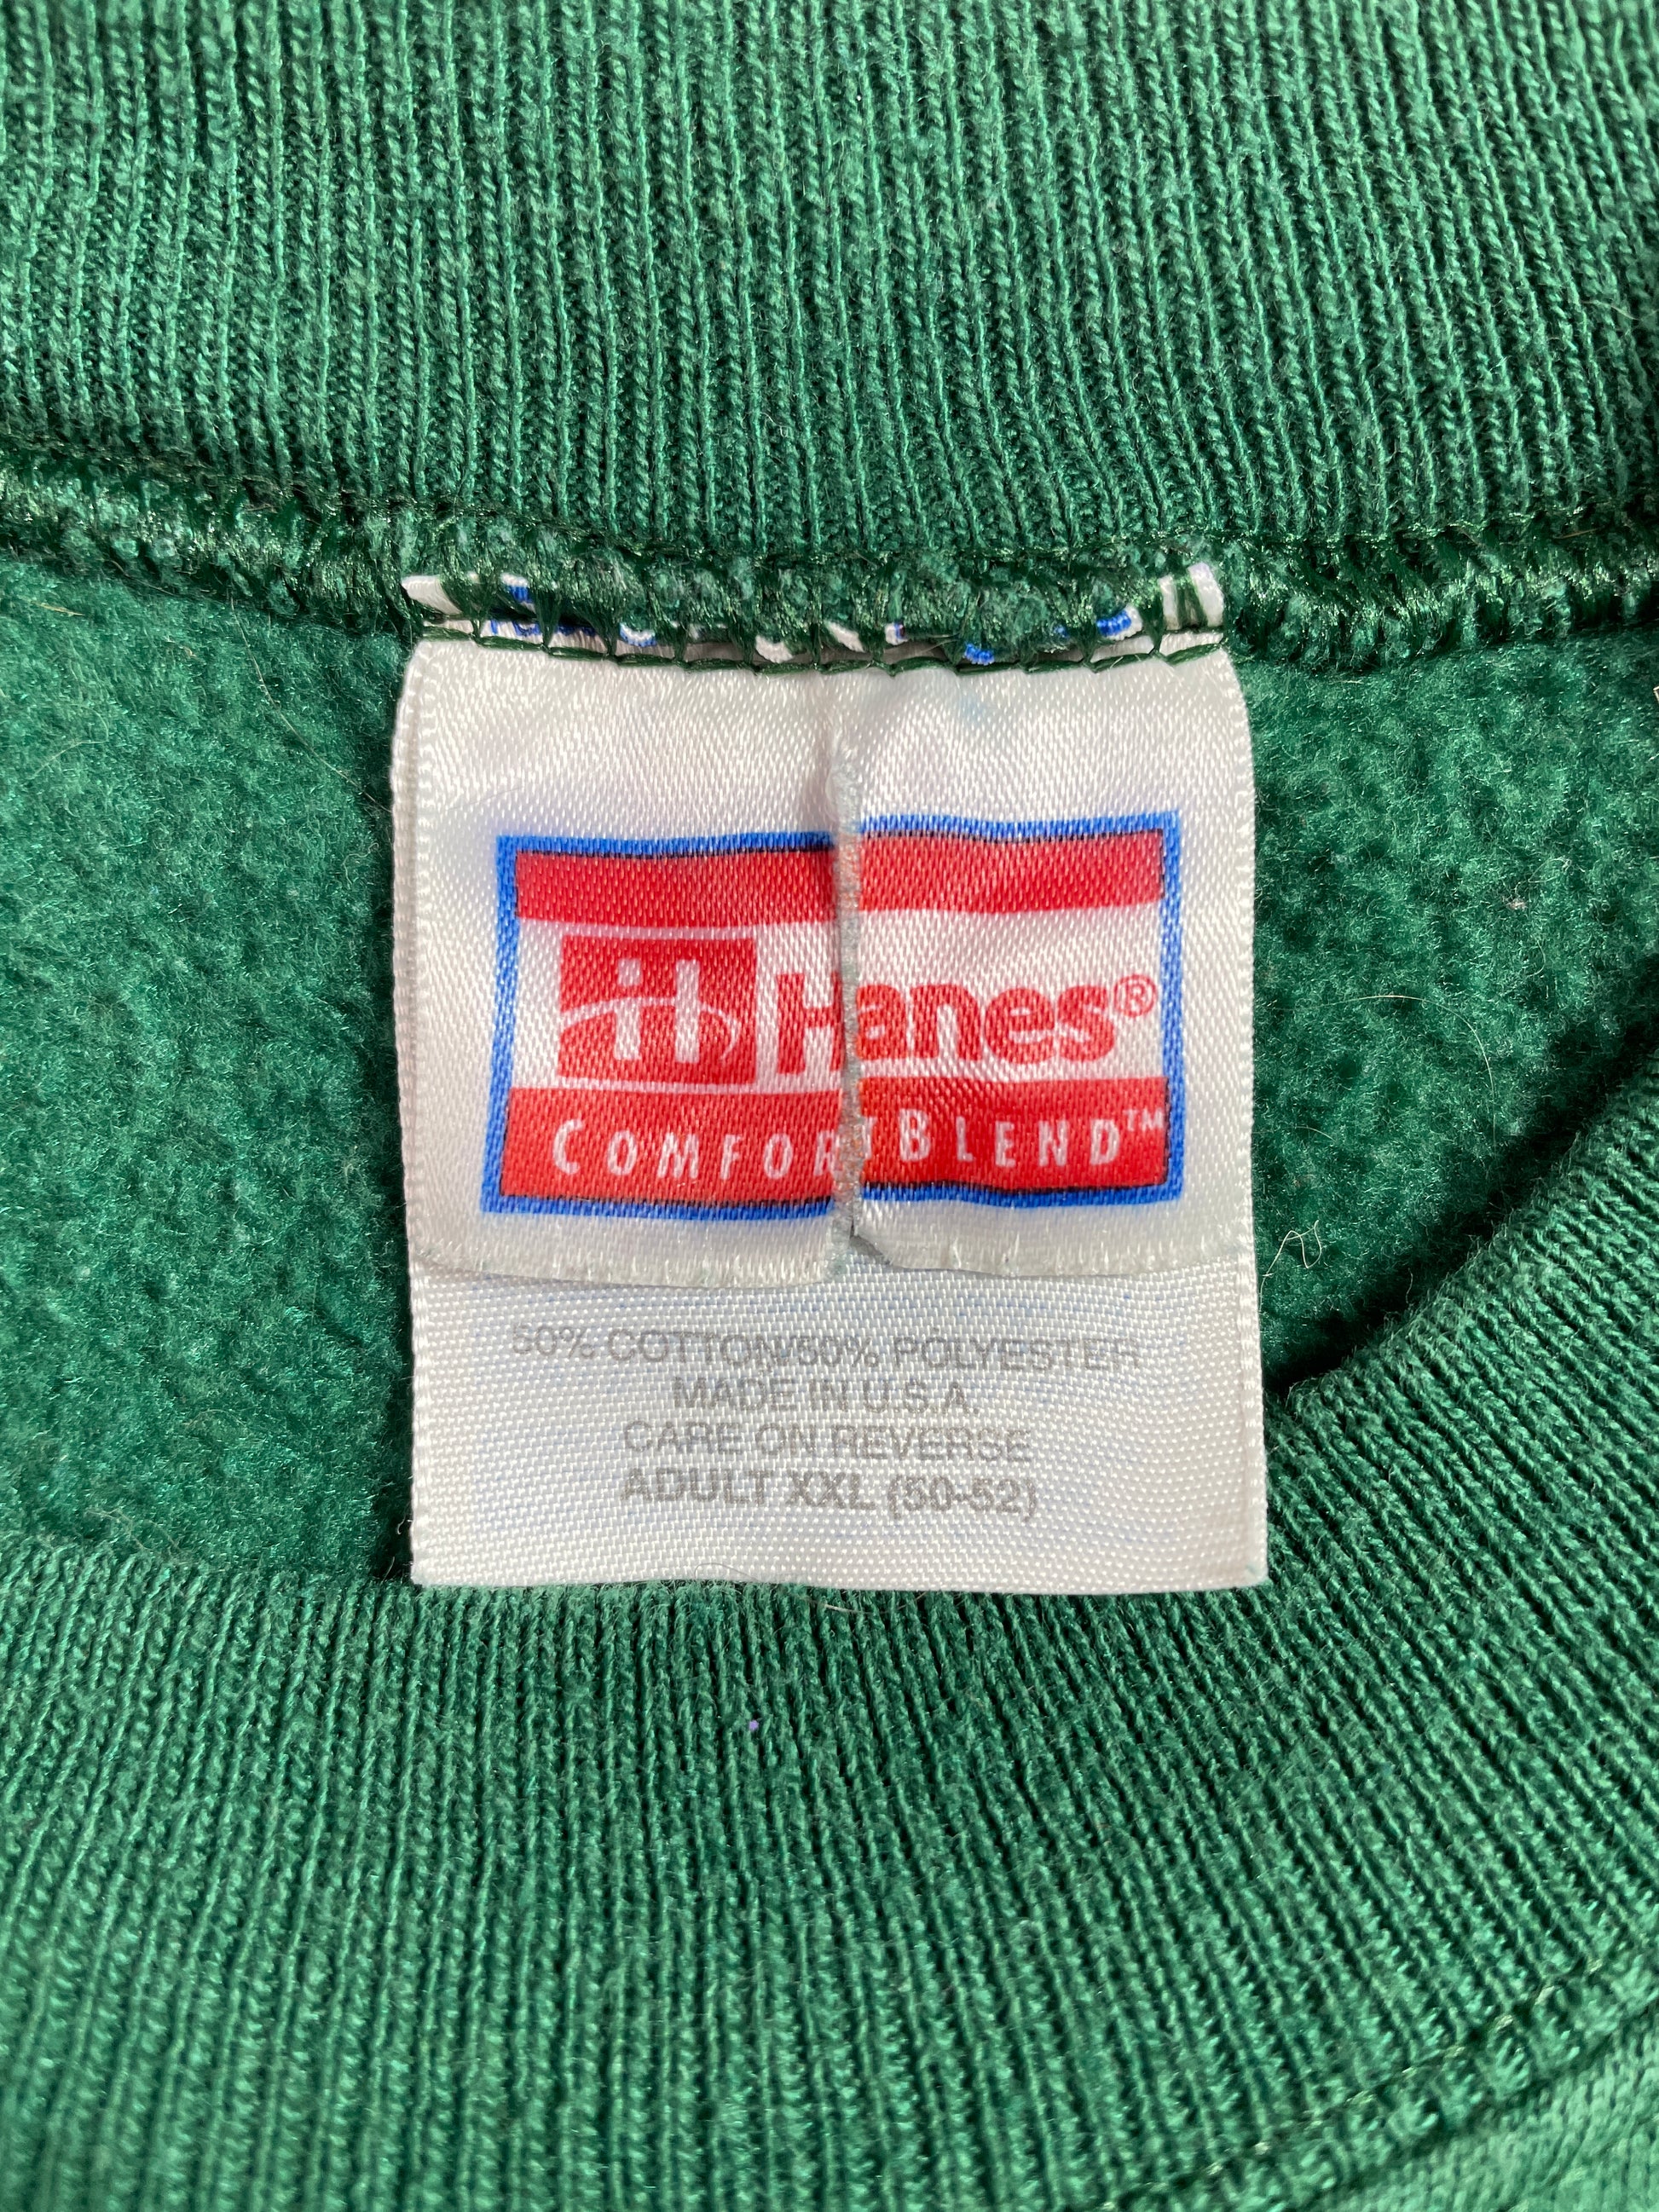 Hanes®
COMFORTBLEND™
50% COTTON/50% POLYESTER
MADE IN U.S.A.
CARE ON REVERSE
ADULT XXL (50-52)